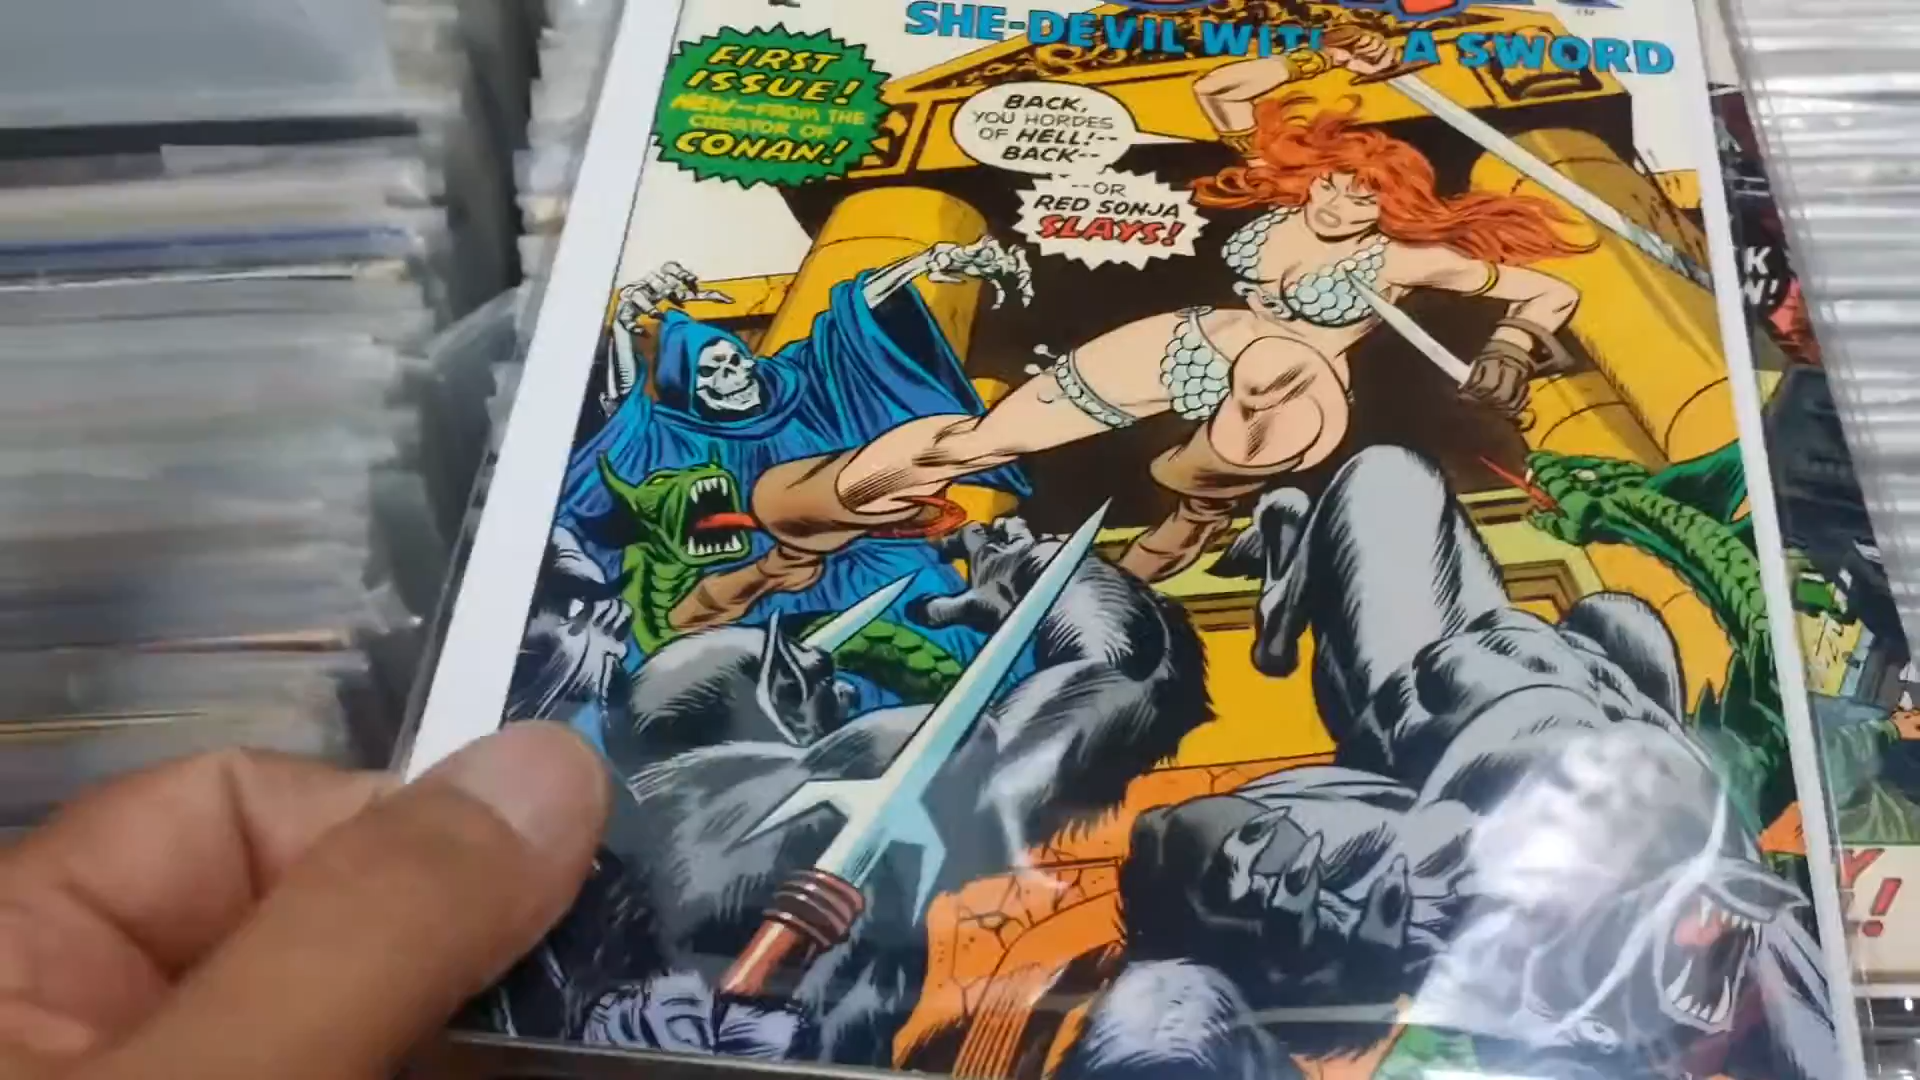 SHE-DEVIL WITH A SWORD
TM
FIRST
ISSUE!
NEW--FROM THE
CREATOR OF
CONAN!
BACK,
YOU HORDES
OF HELL!--
BACK--
--OR
RED SONJA
SLAYS!